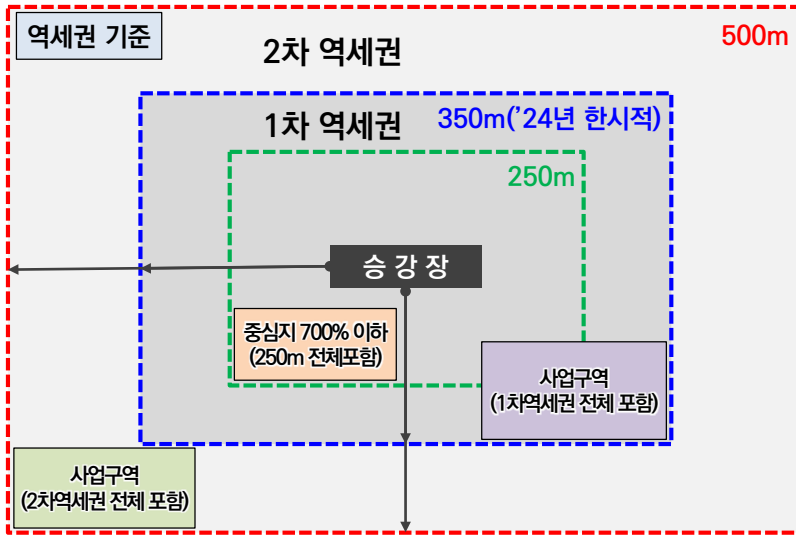 역세권 기준
2차 역세권
500m
1차 역세권
350m('24년 한시적)
250m
승강장
중심지 700% 이하
(250m 전체포함)
사업구역
(1차역세권 전체 포함)
사업구역
(2차역세권 전체 포함)